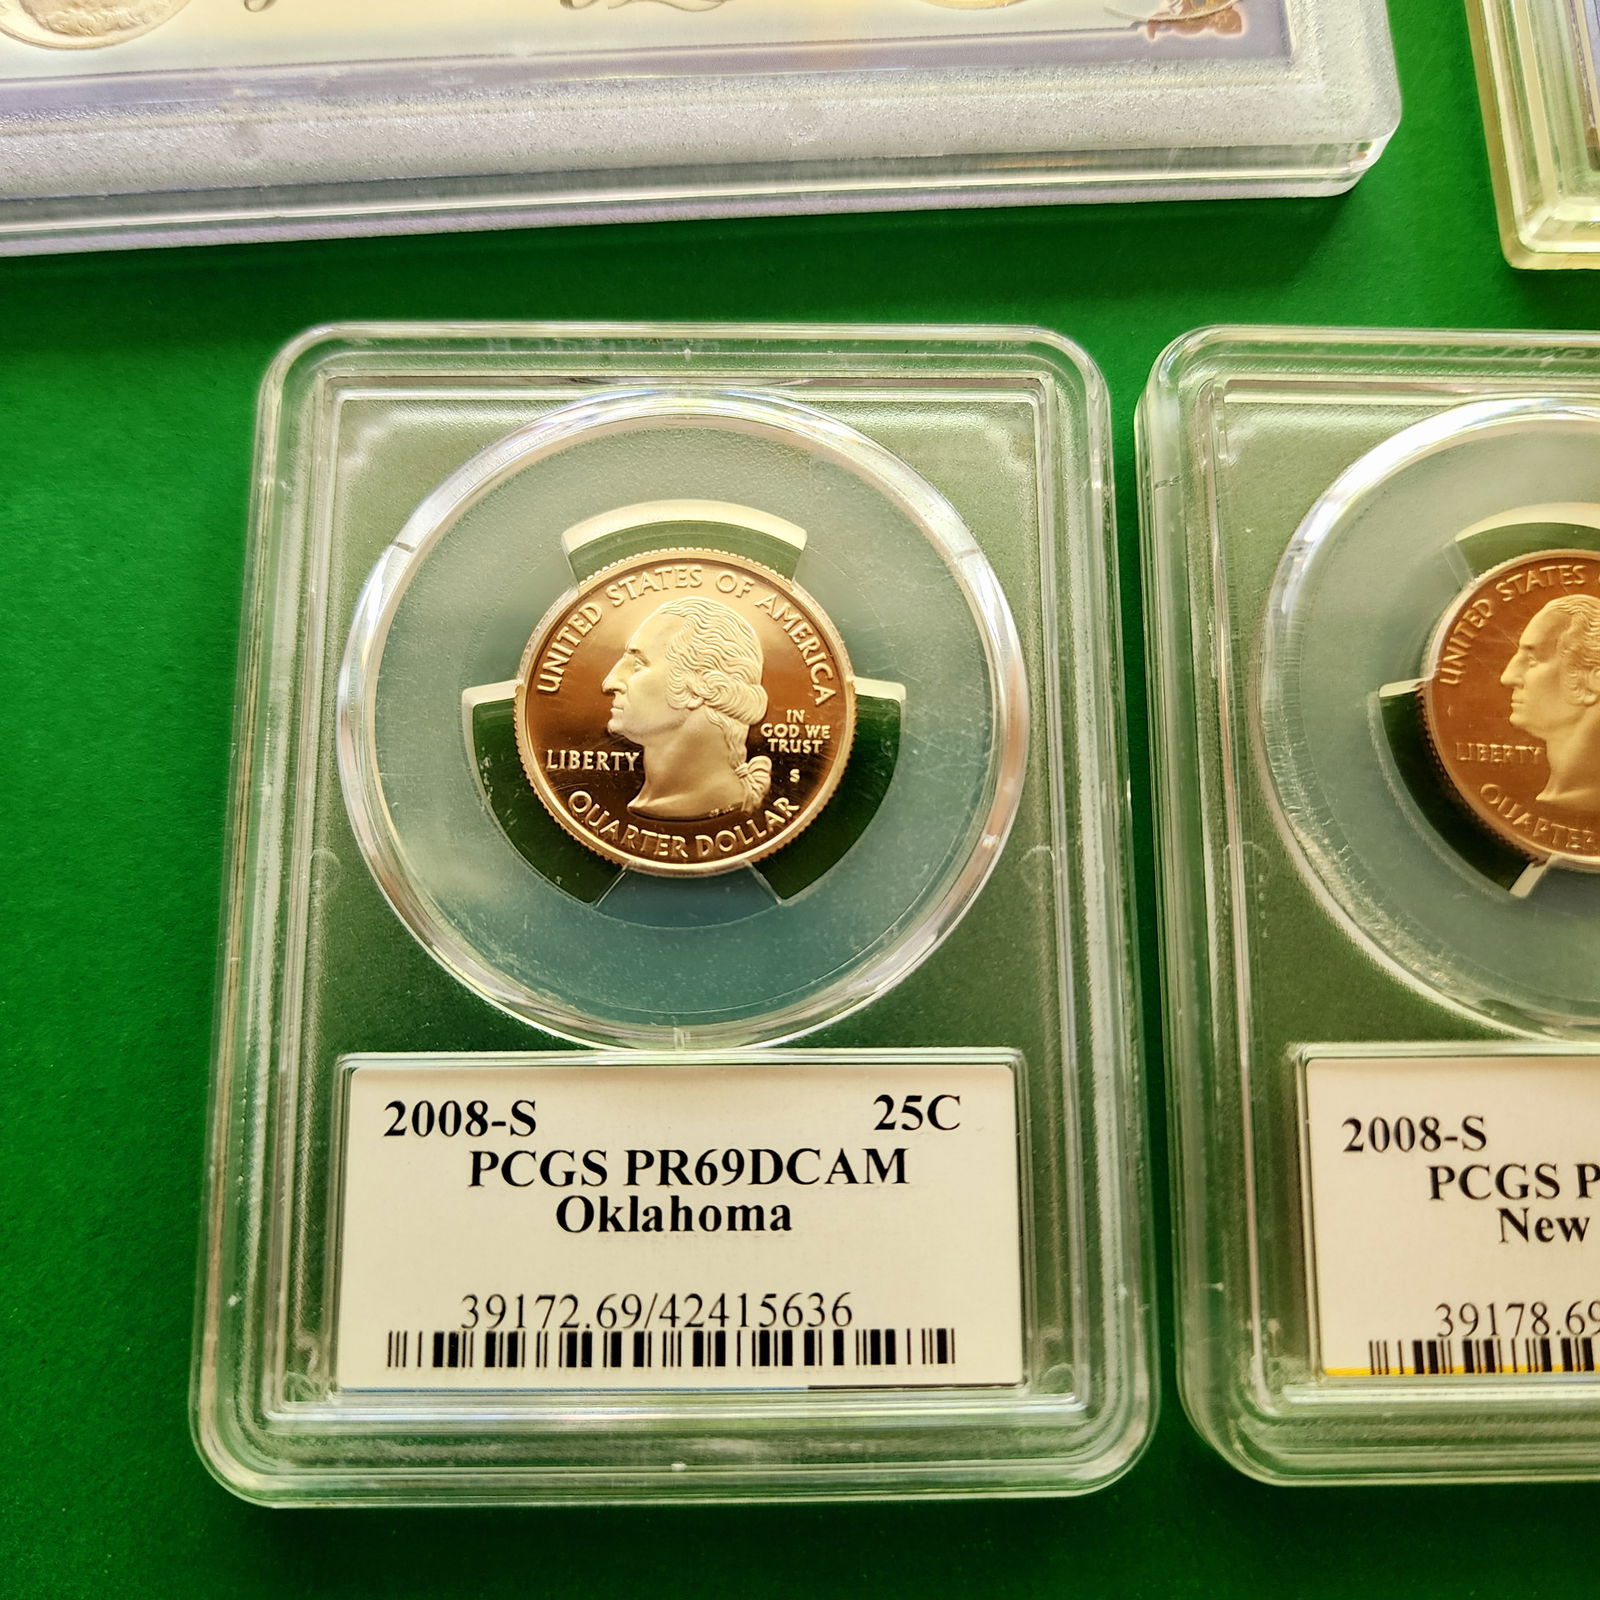 UNITED STATES OF AMERICA
IN
GOD WE
TRUST
LIBERTY
S
QUARTER DOLLAR
2008-S 25C
PCGS PR69DCAM
Oklahoma
39172.69/42415636
UNITED STATES
LIBERTY
QUARTER
2008-S
PCGS P
New
39178.69